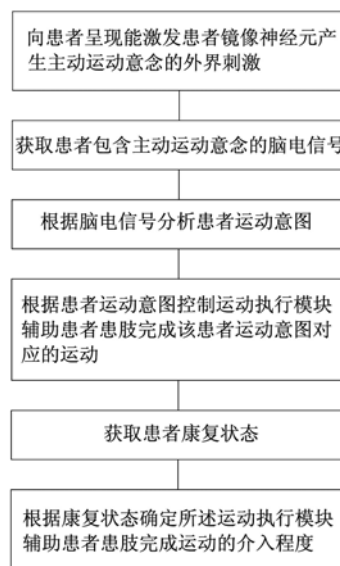 向患者呈现能激发患者镜像神经元产
生主动运动意念的外界刺激
获取患者包含主动运动意念的脑电信号
根据脑电信号分析患者运动意图
根据患者运动意图控制运动执行模块
辅助患者患肢完成该患者运动意图对
应的运动
获取患者康复状态
根据康复状态确定所述运动执行模块
辅助患者患肢完成运动的介入程度